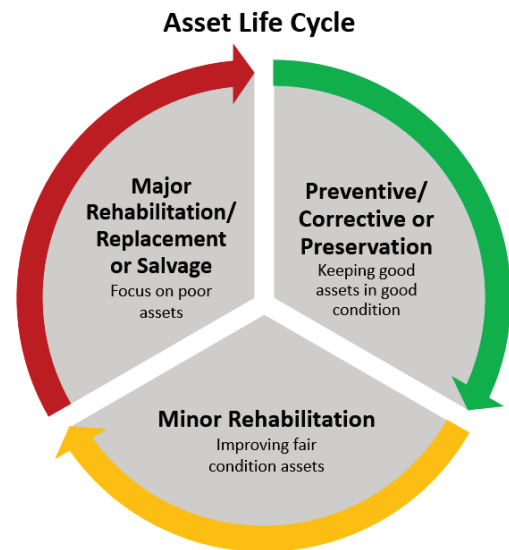 Asset Life Cycle
Major
Rehabilitation/
Replacement
or Salvage
Focus on poor
assets
Preventive/
Corrective or
Preservation
Keeping good
assets in good
condition
Minor Rehabilitation
Improving fair
condition assets